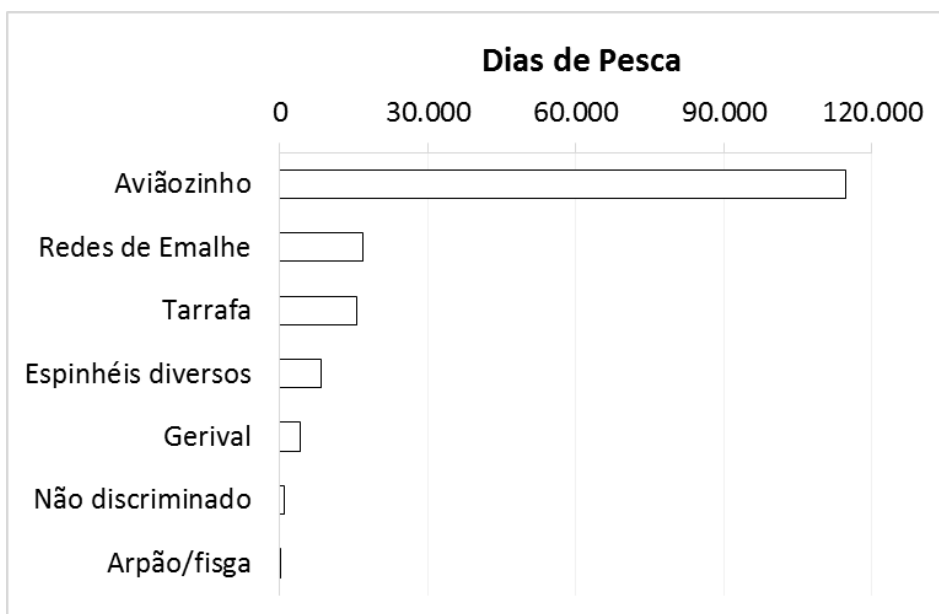 Dias de Pesca
0 30.000 60.000 90.000 120.000
Aviãozinho
Redes de Emalhe
Tarrafa
Espinhéis diversos
Gerival
Não discriminado
Arpão/fisga